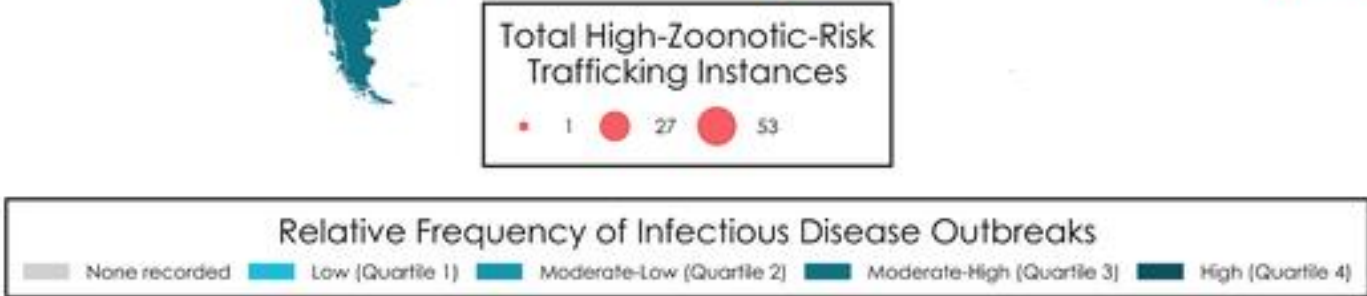 Total High-Zoonotic-Risk
Trafficking Instances
1 27 53
Relative Frequency of Infectious Disease Outbreaks
None recorded Low (Quartile 1) Moderate-Low (Quartile 2) Moderate-High (Quartile 3) High (Quartile 4)